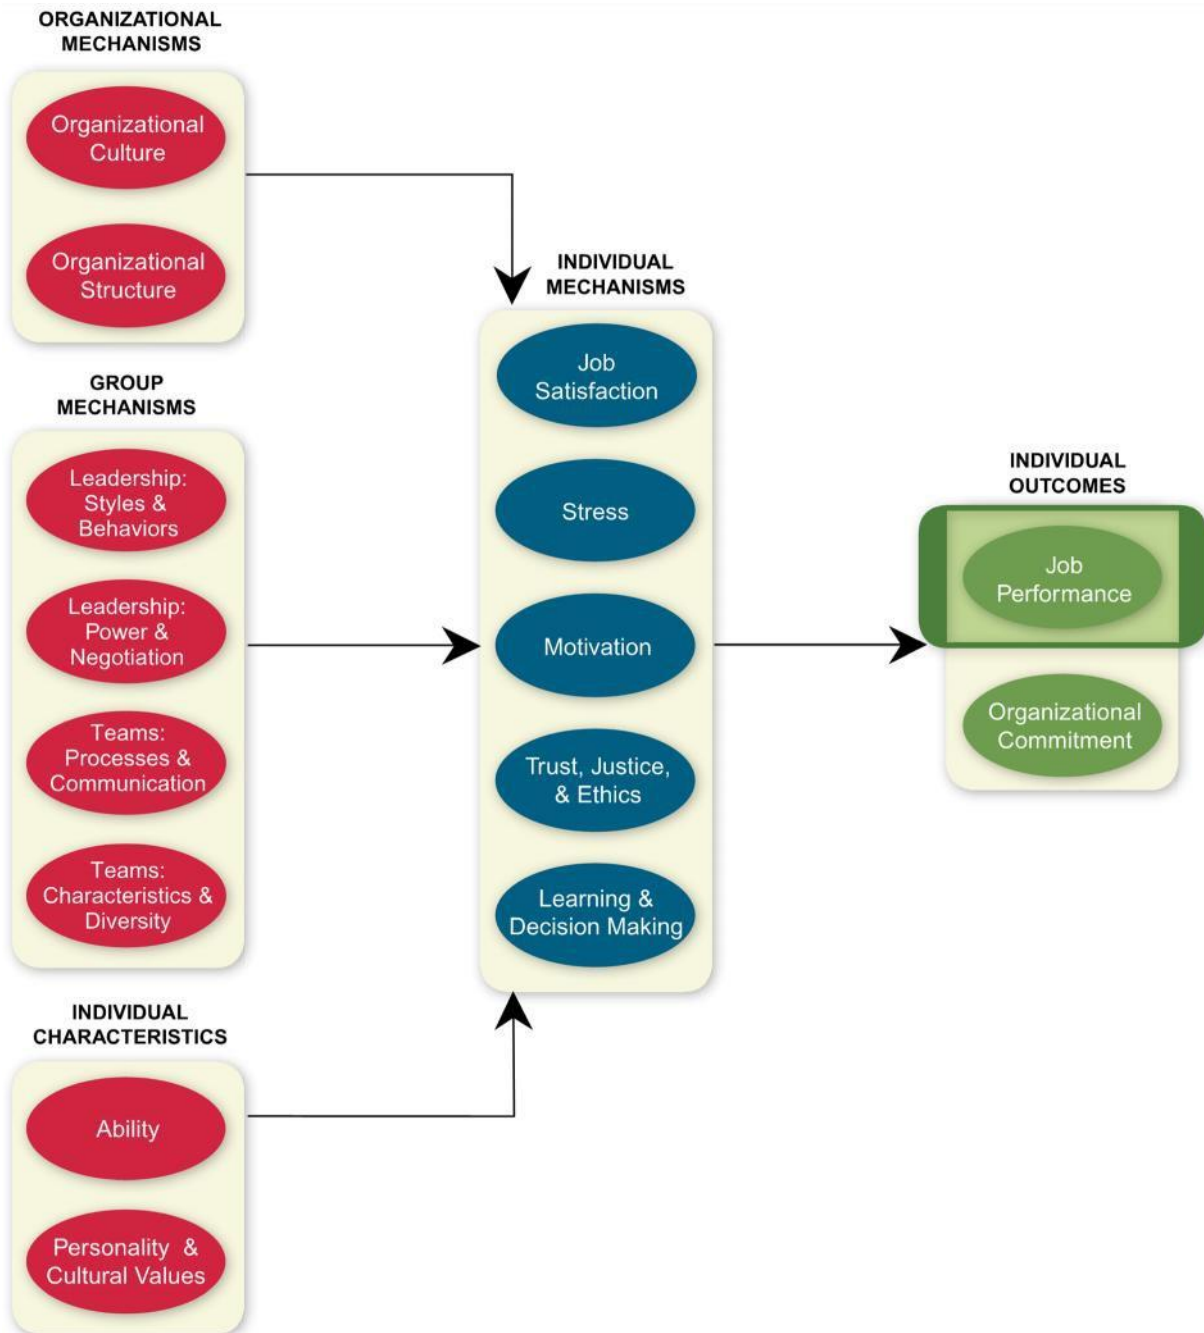 ORGANIZATIONAL
MECHANISMS
Organizational
Culture
Organizational
Structure
GROUP
MECHANISMS
Leadership:
Styles &
Behaviors
Leadership:
Power &
Negotiation
Teams:
Processes &
Communication
Teams:
Characteristics &
Diversity
INDIVIDUAL
CHARACTERISTICS
Ability
Personality &
Cultural Values
INDIVIDUAL
MECHANISMS
Job
Satisfaction
Stress
Motivation
Trust, Justice,
& Ethics
Learning &
Decision Making
INDIVIDUAL
OUTCOMES
Job
Performance
Organizational
Commitment